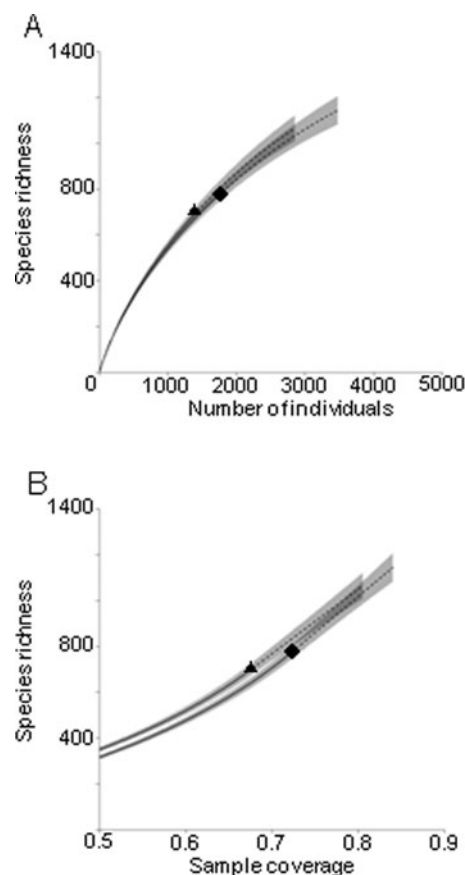 A
1400
800
400
Species richness
0 1000 2000 3000 4000 5000
Number of individuals
B
1400
800
400
Species richness
0.5 0.6 0.7 0.8 0.9
Sample coverage